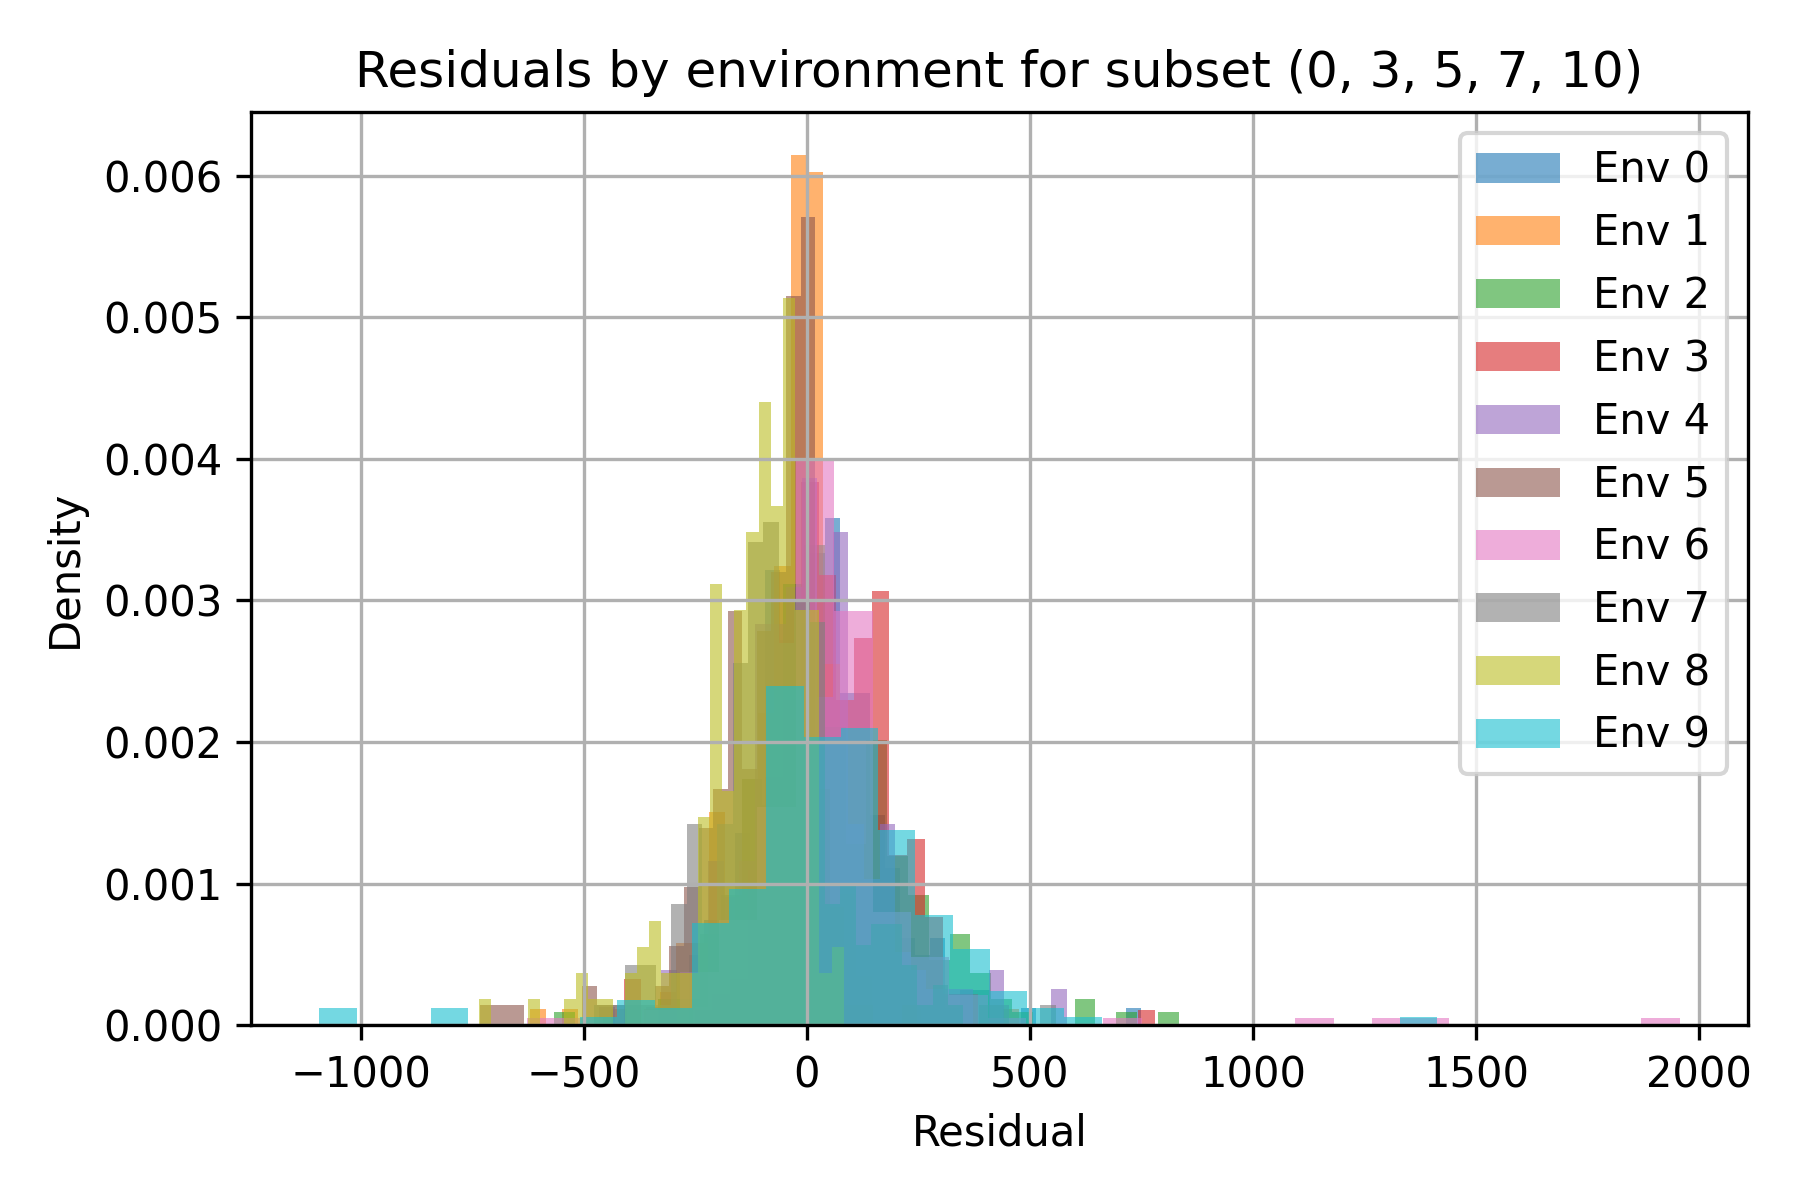 Residuals by environment for subset (0, 3, 5, 7, 10)
Density
0.006
0.005
0.004
0.003
0.002
0.001
0.000
−1000
−500
0
500
1000
1500
2000
Residual
Env 0
Env 1
Env 2
Env 3
Env 4
Env 5
Env 6
Env 7
Env 8
Env 9